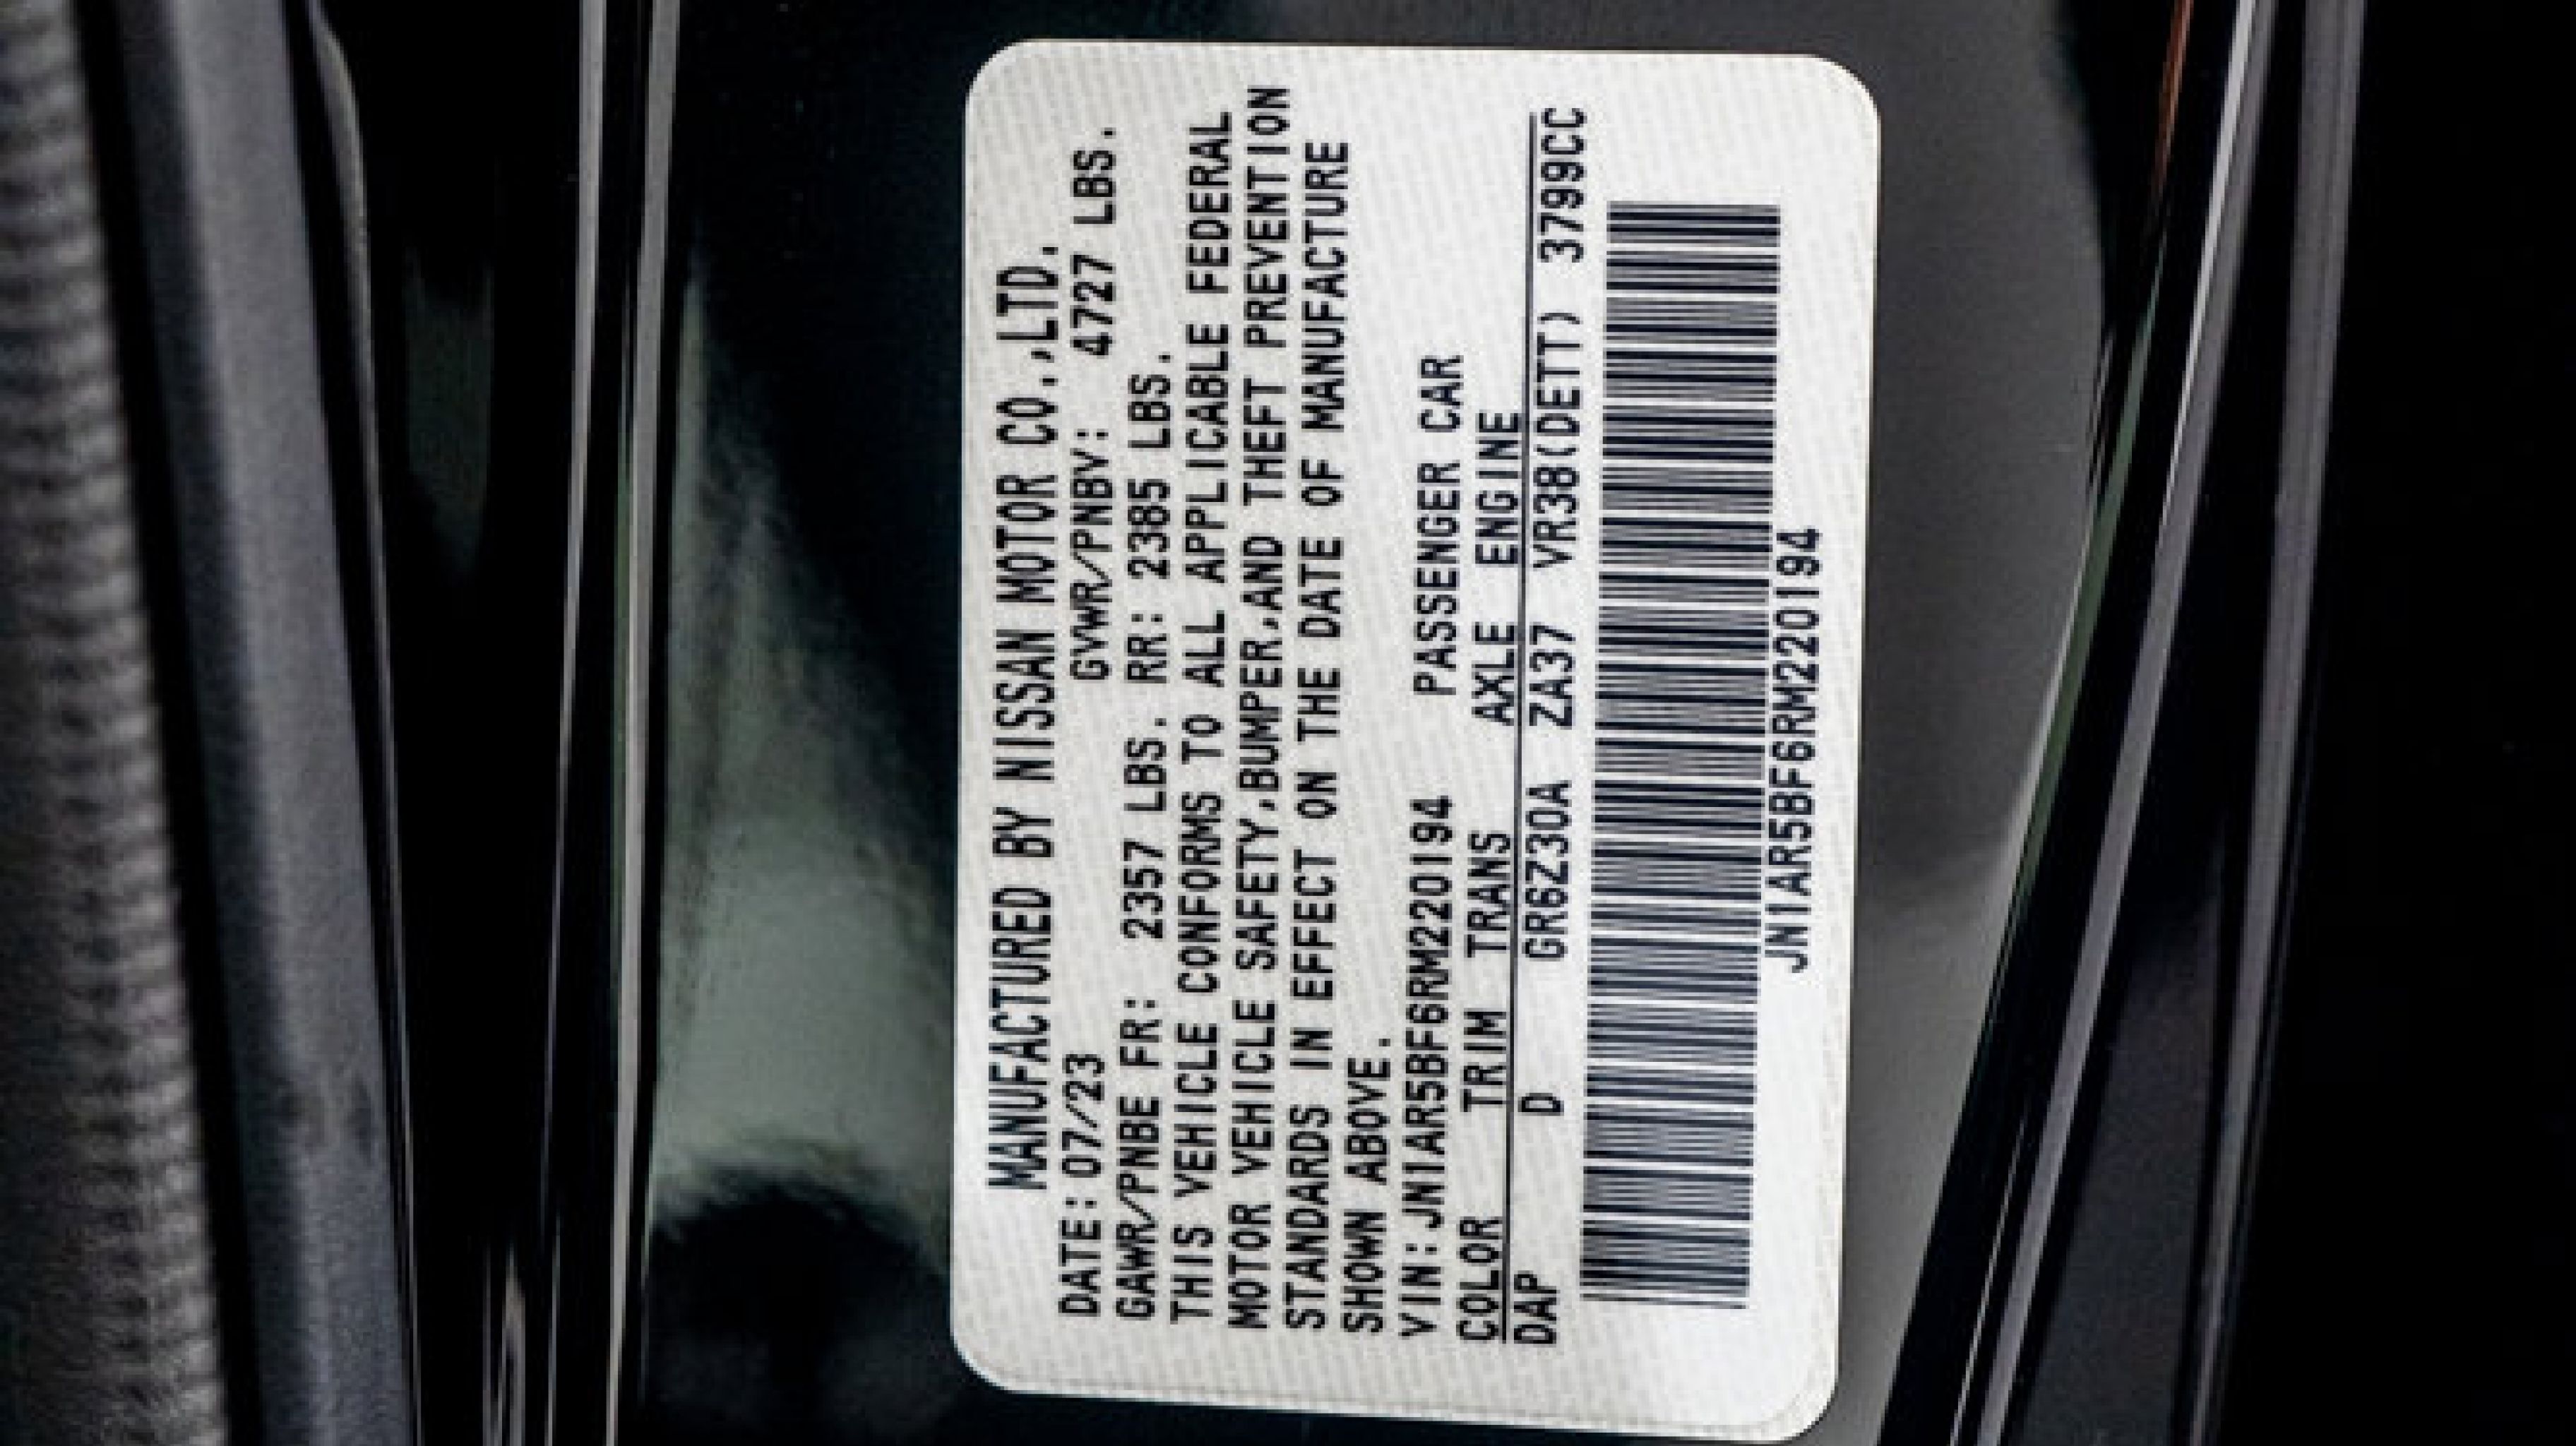 MANUFACTURED BY NISSAN MOTOR CO.,LTD.
DATE:07/23 GVWR/PNBV: 4727 LBS.
GAWR/PNBE FR: 2357 LBS. RR: 2385 LBS.
THIS VEHICLE CONFORMS TO ALL APPLICABLE FEDERAL
MOTOR VEHICLE SAFETY,BUMPER,AND THEFT PREVENTION
STANDARDS IN EFFECT ON THE DATE OF MANUFACTURE
SHOWN ABOVE.
VIN:JN1AR5BF6RM220194 PASSENGER CAR
COLOR TRIM TRANS AXLE ENGINE
DAP D GR6Z30A ZA37 VR38(DETT) 3799CC
JN1AR5BF6RM220194